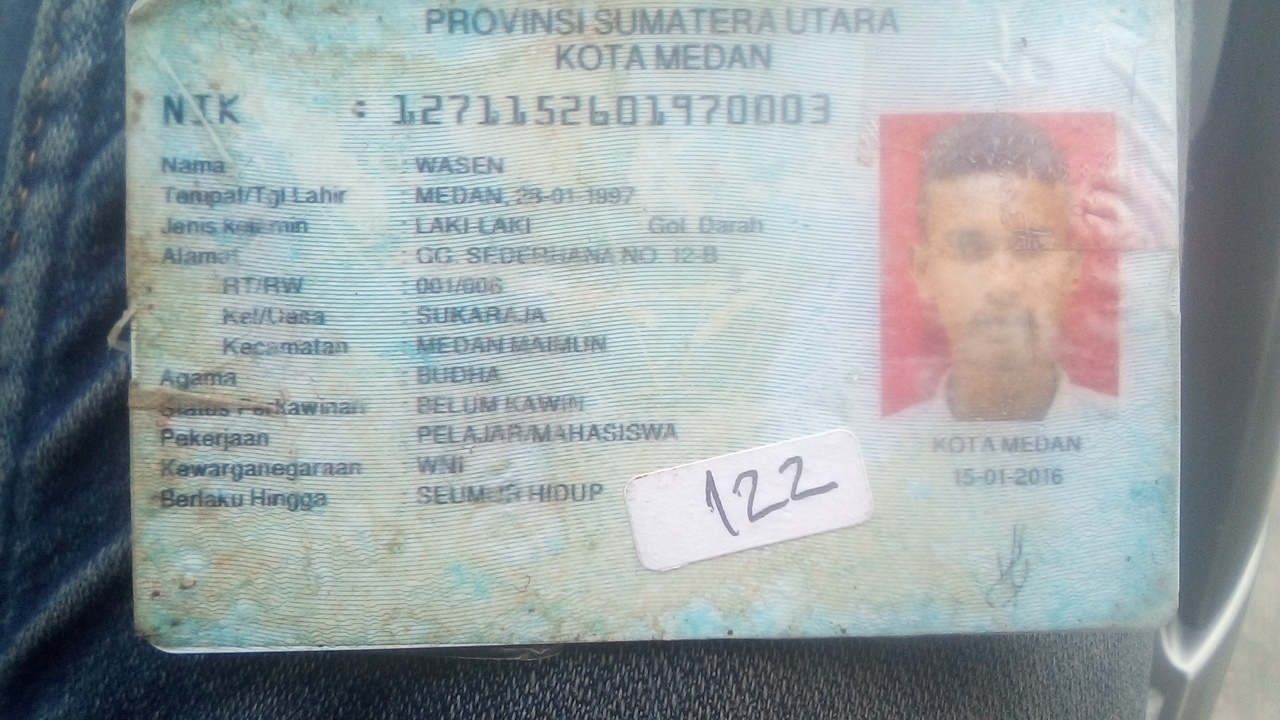 PROVINSI SUMATERA UTARA
KOTA MEDAN
NIK : 1271152601970003
Nama : WASEN
Tempat/Tgl Lahir : MEDAN, -01-1997
Jenis kelamin : LAKI-LAKI Gol. Darah -
Alamat : GG. SEDERHANA NO. 12-B
RT/RW : 001/006
Kel/Desa : SUKARAJA
Kecamatan : MEDAN MAIMUN
Agama : BUDHA
Status Perkawinan : BELUM KAWIN
Pekerjaan : PELAJAR/MAHASISWA
Kewarganegaraan : WNI
Berlaku Hingga : SEUMUR HIDUP
122
KOTA MEDAN
15-01-2016